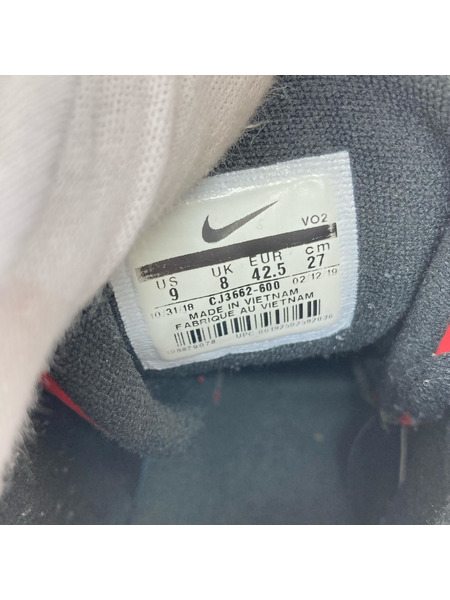 VO2
US UK EUR cm
9 8 42.5 27
10/31/18 CJ3662-600 02/12/19
MADE IN VIETNAM
FABRIQUE AU VIETNAM